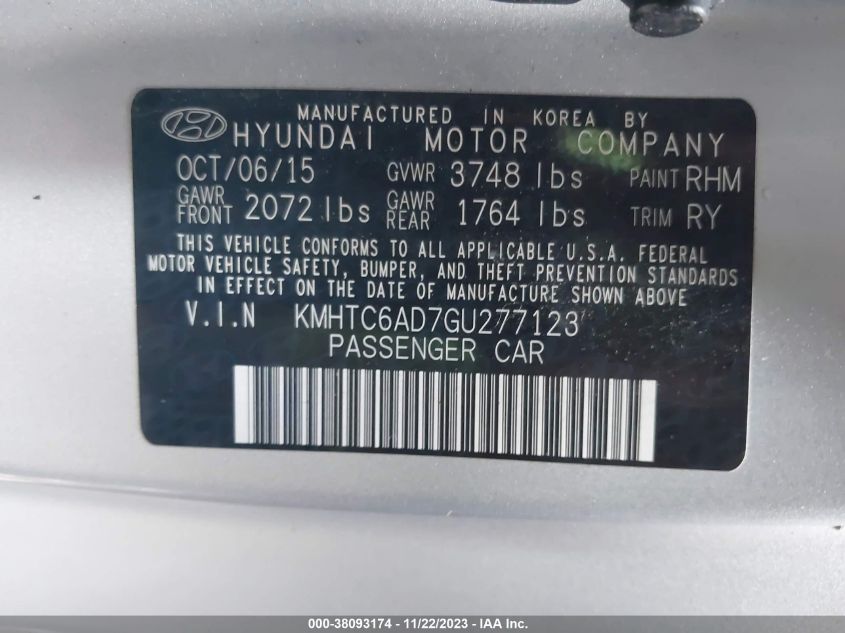 MANUFACTURED IN KOREA BY
HYUNDAI MOTOR COMPANY
OCT/06/15 GVWR 3748 lbs PAINT RHM
GAWR FRONT 2072 lbs GAWR REAR 1764 lbs TRIM RY
THIS VEHICLE CONFORMS TO ALL APPLICABLE U.S.A. FEDERAL
MOTOR VEHICLE SAFETY, BUMPER, AND THEFT PREVENTION STANDARDS
IN EFFECT ON THE DATE OF MANUFACTURE SHOWN ABOVE
V.I.N KMHTC6AD7GU277123
PASSENGER CAR
000-38093174 - 11/22/2023 - IAA Inc.